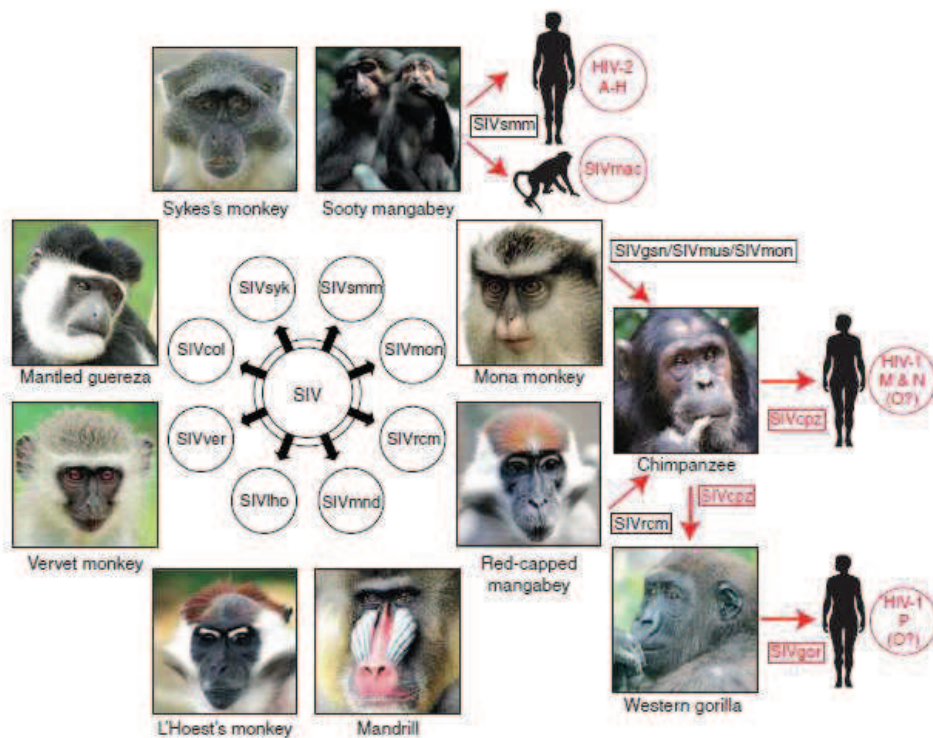 HIV-2
A-H
SIVsmm
SIVmac
Sykes's monkey
Sooty mangabey
SIVgsn/SIVmus/SIVmon
SIVsyk
SIVsmm
SIVcol
SIVmon
Mantled guereza
SIV
Mona monkey
HIV-1
M & N
(O?)
SIVcpz
SIVver
SIVrcm
Chimpanzee
SIVcpz
SIVlho
SIVmnd
SIVrcm
Vervet monkey
Red-capped
mangabey
HIV-1
P
(O?)
SIVgor
L'Hoest's monkey
Mandrill
Western gorilla